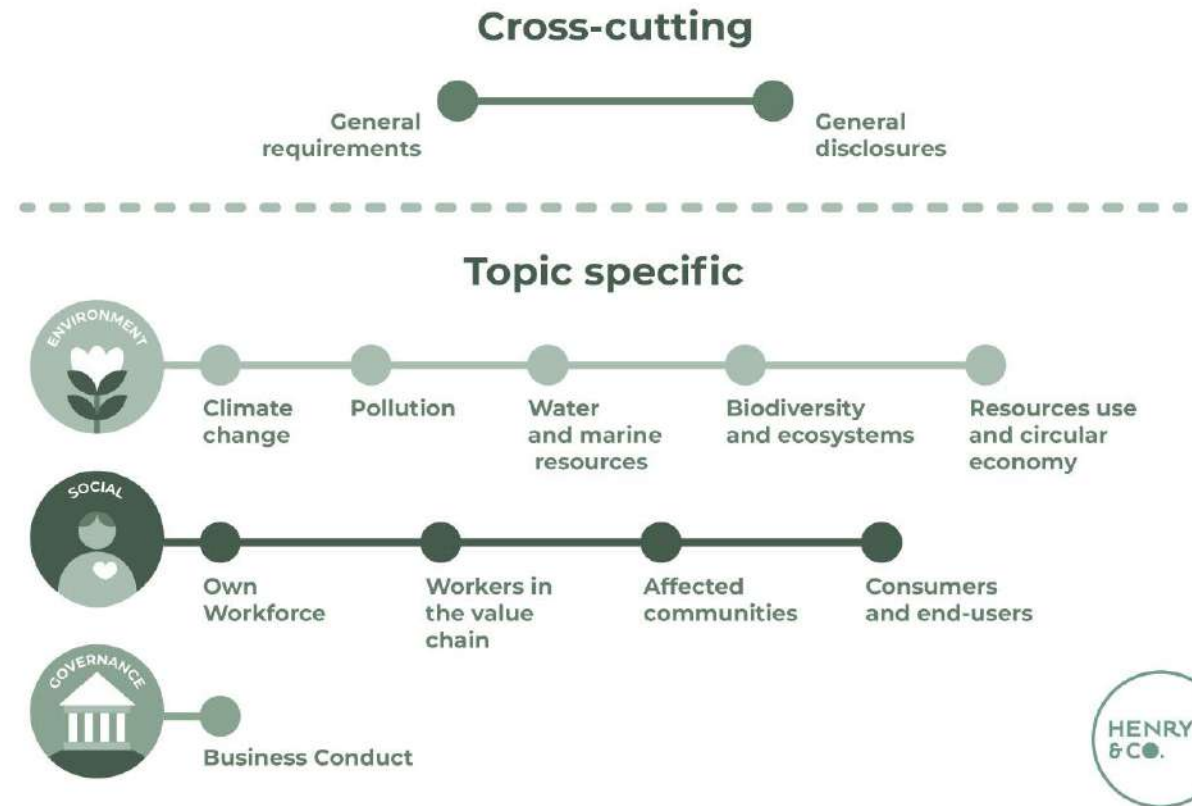 Cross-cutting
General
requirements
General
disclosures
Topic specific
ENVIRONMENT
Climate
change
Pollution
Water
and marine
resources
Biodiversity
and ecosystems
Resources use
and circular
economy
SOCIAL
Own
Workforce
Workers in
the value
chain
Affected
communities
Consumers
and end-users
GOVERNANCE
Business Conduct
HENRY
& CO.